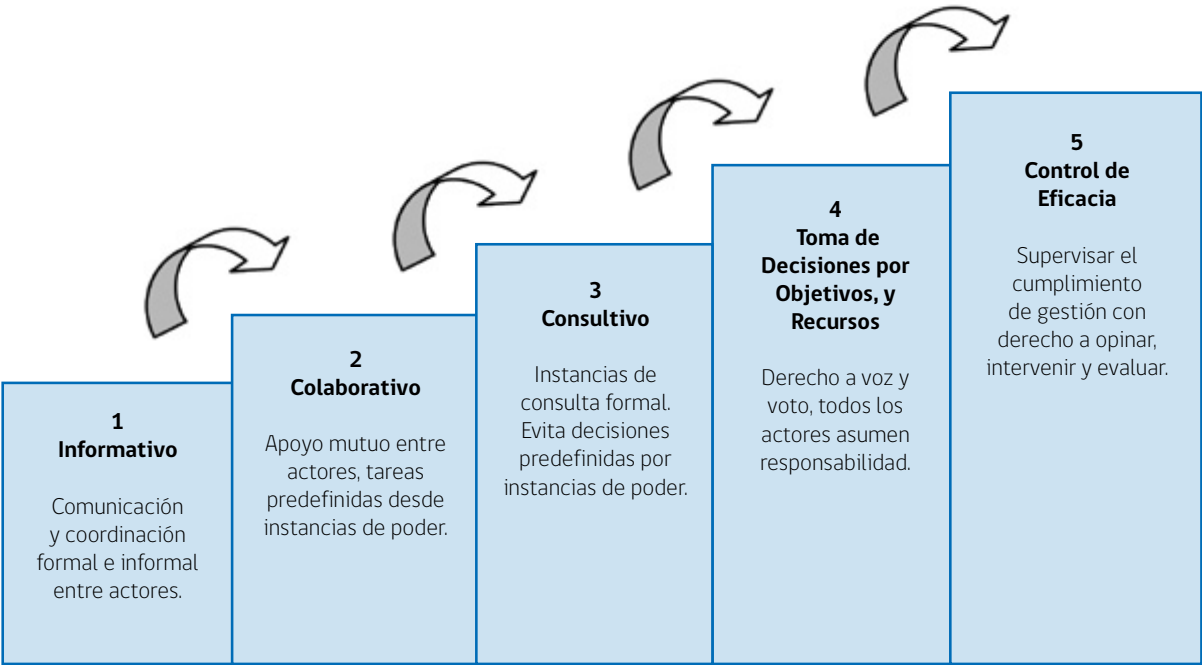 1
Informativo
Comunicación
y coordinación
formal e informal
entre actores.
2
Colaborativo
Apoyo mutuo entre
actores, tareas
predefinidas desde
instancias de poder.
3
Consultivo
Instancias de
consulta formal.
Evita decisiones
predefinidas por
instancias de poder.
4
Toma de
Decisiones por
Objetivos, y
Recursos
Derecho a voz y
voto, todos los
actores asumen
responsabilidad.
5
Control de
Eficacia
Supervisar el
cumplimiento
de gestión con
derecho a opinar,
intervenir y evaluar.